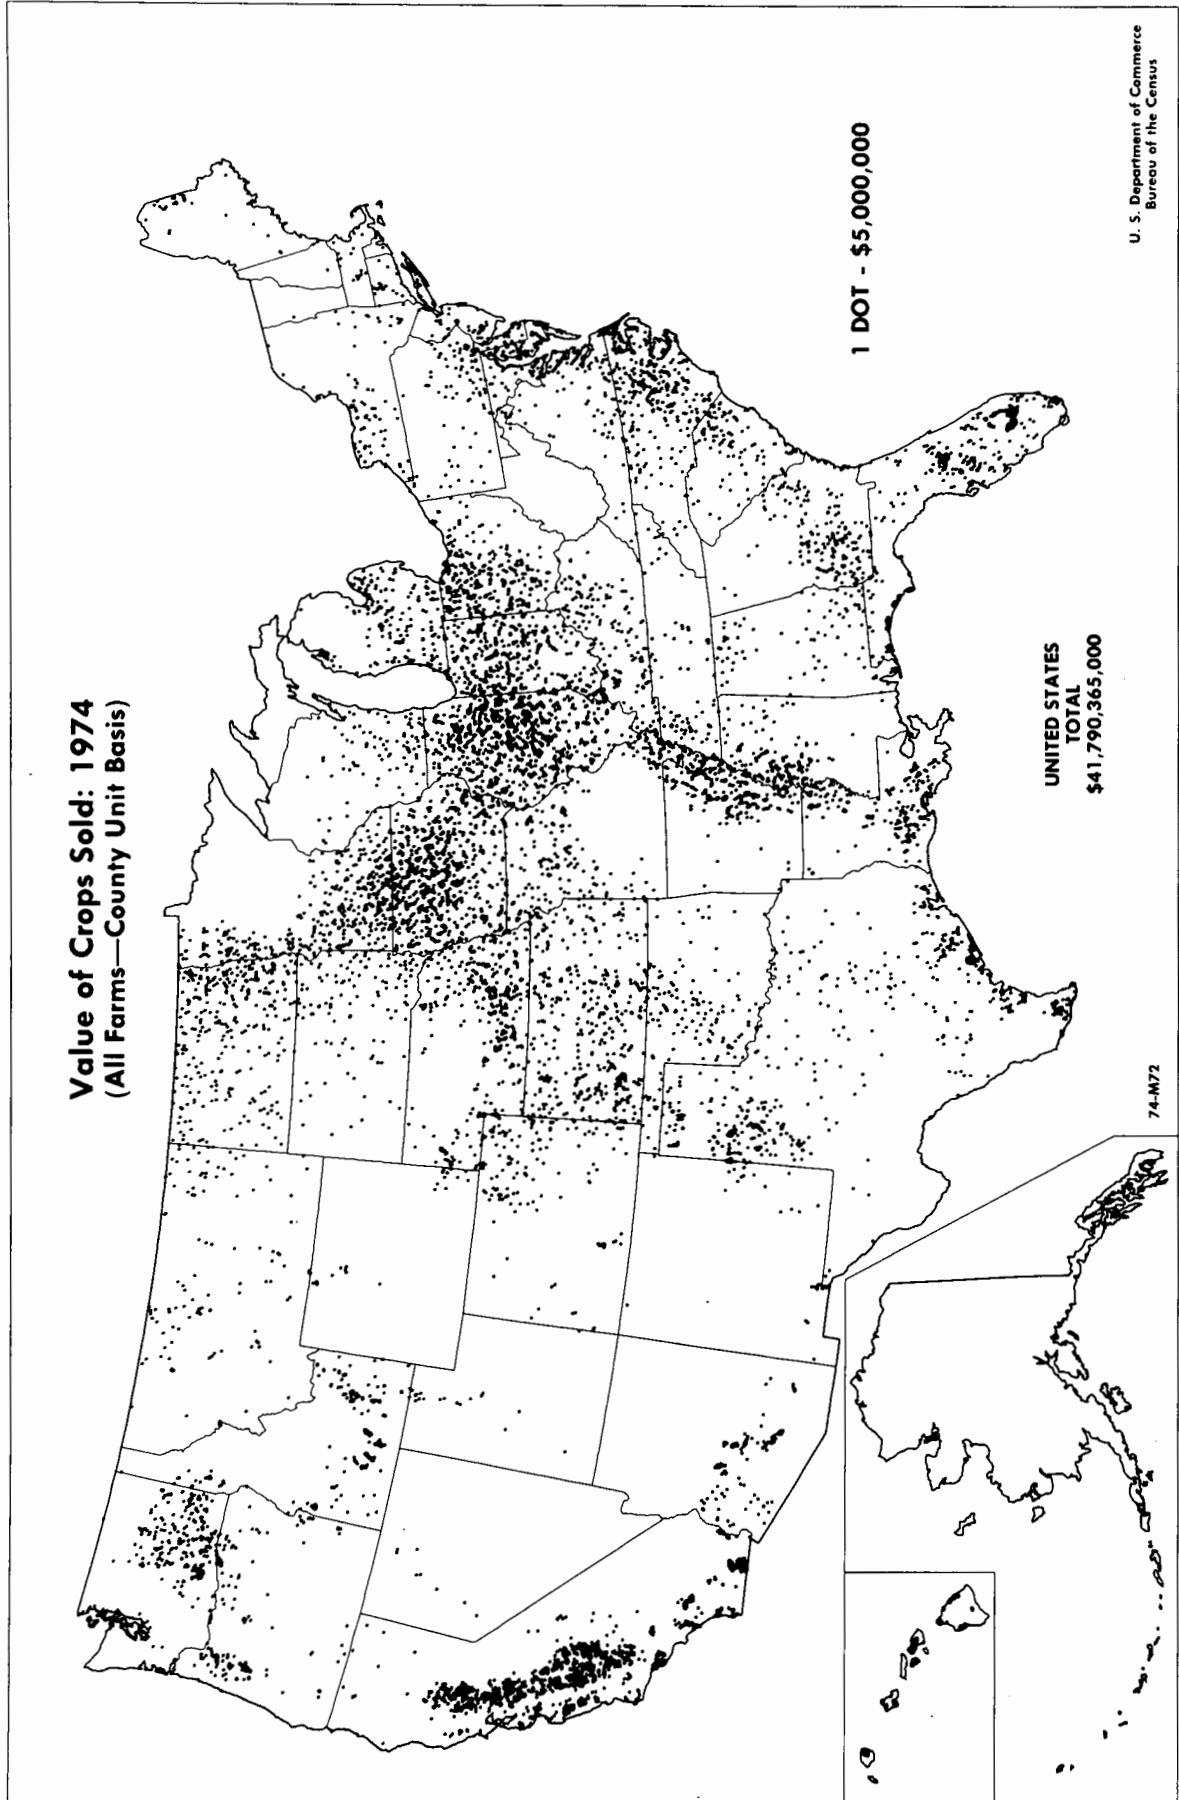 Value of Crops Sold: 1974
(All Farms—County Unit Basis)
1 DOT - $5,000,000
UNITED STATES
TOTAL
$41,790,365,000
74-M72
U. S. Department of Commerce
Bureau of the Census